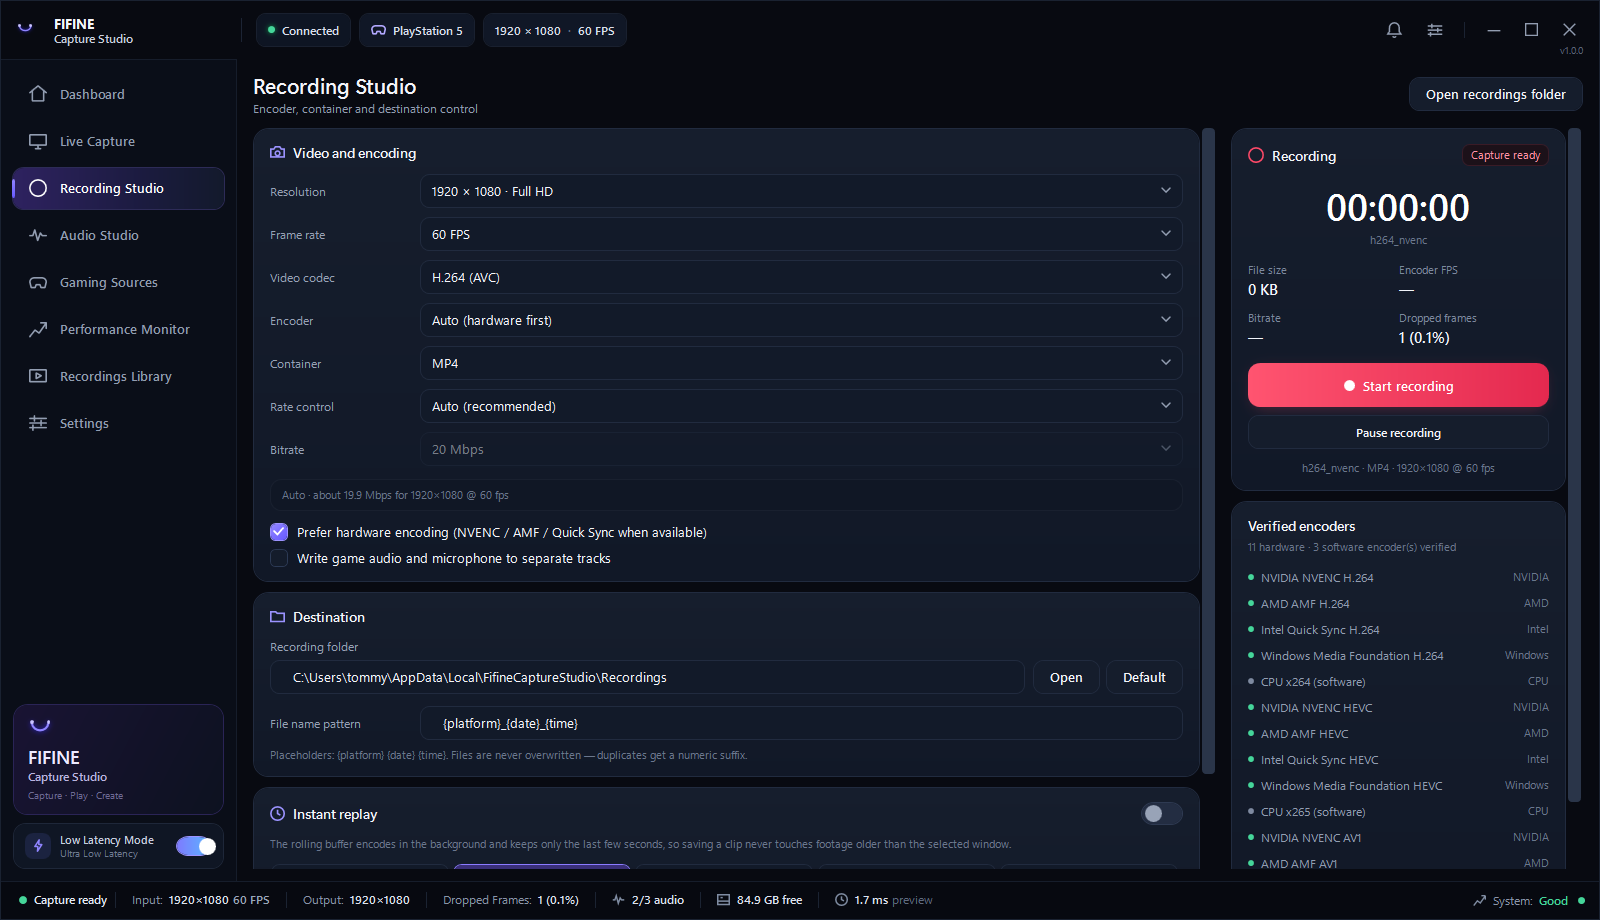 FIFINE
Capture Studio
Connected
PlayStation 5
1920 × 1080 · 60 FPS
v1.0.0
Dashboard
Live Capture
Recording Studio
Audio Studio
Gaming Sources
Performance Monitor
Recordings Library
Settings
FIFINE
Capture Studio
Capture · Play · Create
Low Latency Mode
Ultra Low Latency
Recording Studio
Encoder, container and destination control
Open recordings folder
Video and encoding
Resolution
1920 × 1080 · Full HD
Frame rate
60 FPS
Video codec
H.264 (AVC)
Encoder
Auto (hardware first)
Container
MP4
Rate control
Auto (recommended)
Bitrate
20 Mbps
Auto · about 19.9 Mbps for 1920×1080 @ 60 fps
Prefer hardware encoding (NVENC / AMF / Quick Sync when available)
Write game audio and microphone to separate tracks
Destination
Recording folder
C:\Users\tommy\AppData\Local\FifineCaptureStudio\Recordings
Open
Default
File name pattern
{platform}_{date}_{time}
Placeholders: {platform} {date} {time}. Files are never overwritten — duplicates get a numeric suffix.
Instant replay
The rolling buffer encodes in the background and keeps only the last few seconds, so saving a clip never touches footage older than the selected window.
Recording
Capture ready
00:00:00
h264_nvenc
File size
0 KB
Encoder FPS
—
Bitrate
—
Dropped frames
1 (0.1%)
Start recording
Pause recording
h264_nvenc · MP4 · 1920×1080 @ 60 fps
Verified encoders
11 hardware · 3 software encoder(s) verified
NVIDIA NVENC H.264 NVIDIA
AMD AMF H.264 AMD
Intel Quick Sync H.264 Intel
Windows Media Foundation H.264 Windows
CPU x264 (software) CPU
NVIDIA NVENC HEVC NVIDIA
AMD AMF HEVC AMD
Intel Quick Sync HEVC Intel
Windows Media Foundation HEVC Windows
CPU x265 (software) CPU
NVIDIA NVENC AV1 NVIDIA
AMD AMF AV1 AMD
Capture ready
Input: 1920×1080 60 FPS
Output: 1920×1080
Dropped Frames: 1 (0.1%)
2/3 audio
84.9 GB free
1.7 ms preview
System: Good